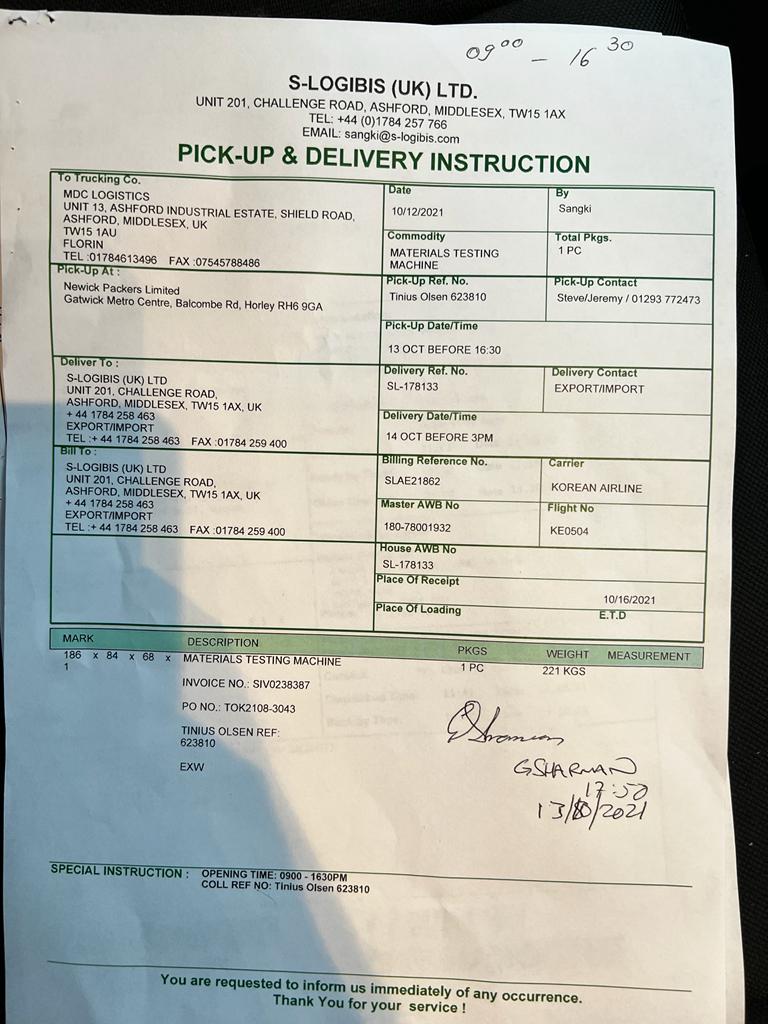 09 00 - 16 30
S-LOGIBIS (UK) LTD.
UNIT 201, CHALLENGE ROAD, ASHFORD, MIDDLESEX, TW15 1AX
TEL: +44 (0)1784 257 766
EMAIL: sangki@s-logibis.com
PICK-UP & DELIVERY INSTRUCTION
To Trucking Co.
MDC LOGISTICS
UNIT 13, ASHFORD INDUSTRIAL ESTATE, SHIELD ROAD,
ASHFORD, MIDDLESEX, UK
TW15 1AU
FLORIN
TEL :01784613496 FAX :07545788486
Date
10/12/2021
By
Sangki
Commodity
MATERIALS TESTING
MACHINE
Total Pkgs.
1 PC
Pick-Up At :
Newick Packers Limited
Gatwick Metro Centre, Balcombe Rd, Horley RH6 9GA
Pick-Up Ref. No.
Tinius Olsen 623810
Pick-Up Contact
Steve/Jeremy / 01293 772473
Pick-Up Date/Time
13 OCT BEFORE 16:30
Deliver To :
S-LOGIBIS (UK) LTD
UNIT 201, CHALLENGE ROAD,
ASHFORD, MIDDLESEX, TW15 1AX, UK
+ 44 1784 258 463
EXPORT/IMPORT
TEL :+ 44 1784 258 463 FAX :01784 259 400
Delivery Ref. No.
SL-178133
Delivery Contact
EXPORT/IMPORT
Delivery Date/Time
14 OCT BEFORE 3PM
Bill To :
S-LOGIBIS (UK) LTD
UNIT 201, CHALLENGE ROAD,
ASHFORD, MIDDLESEX, TW15 1AX, UK
+ 44 1784 258 463
EXPORT/IMPORT
TEL :+ 44 1784 258 463 FAX :01784 259 400
Billing Reference No.
SLAE21862
Carrier
KOREAN AIRLINE
Master AWB No
180-78001932
Flight No
KE0504
House AWB No
SL-178133
Place Of Receipt
10/16/2021
Place Of Loading
E.T.D
MARK DESCRIPTION PKGS WEIGHT MEASUREMENT
186 x 84 x 68 x MATERIALS TESTING MACHINE 1 PC 221 KGS
1
INVOICE NO.: SIV0238387
PO NO.: TOK2108-3043
TINIUS OLSEN REF:
623810
EXW
G SHARMAN
17:50
13/10/2021
SPECIAL INSTRUCTION : OPENING TIME: 0900 - 1630PM
COLL REF NO: Tinius Olsen 623810
You are requested to inform us immediately of any occurrence.
Thank You for your service !